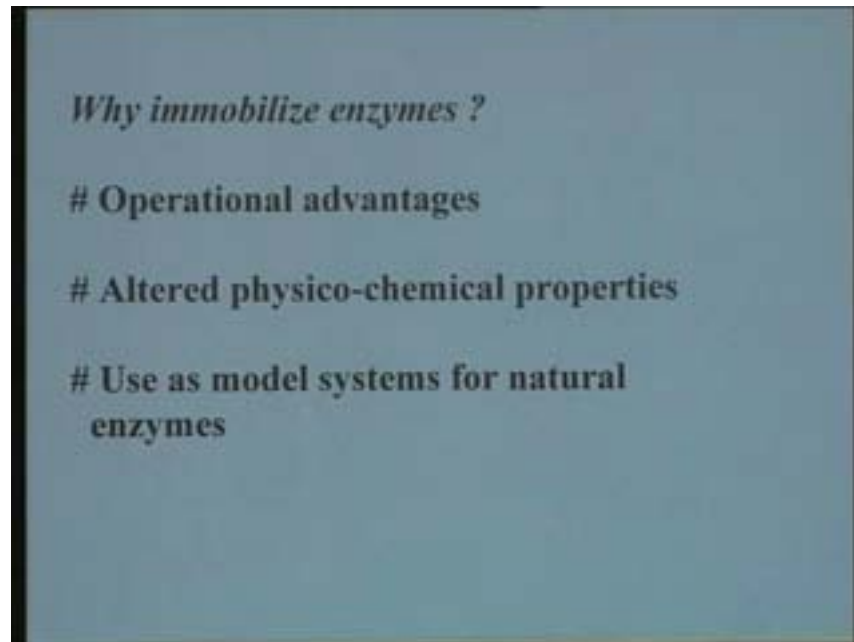 Why immobilize enzymes ?
# Operational advantages
# Altered physico-chemical properties
# Use as model systems for natural
enzymes